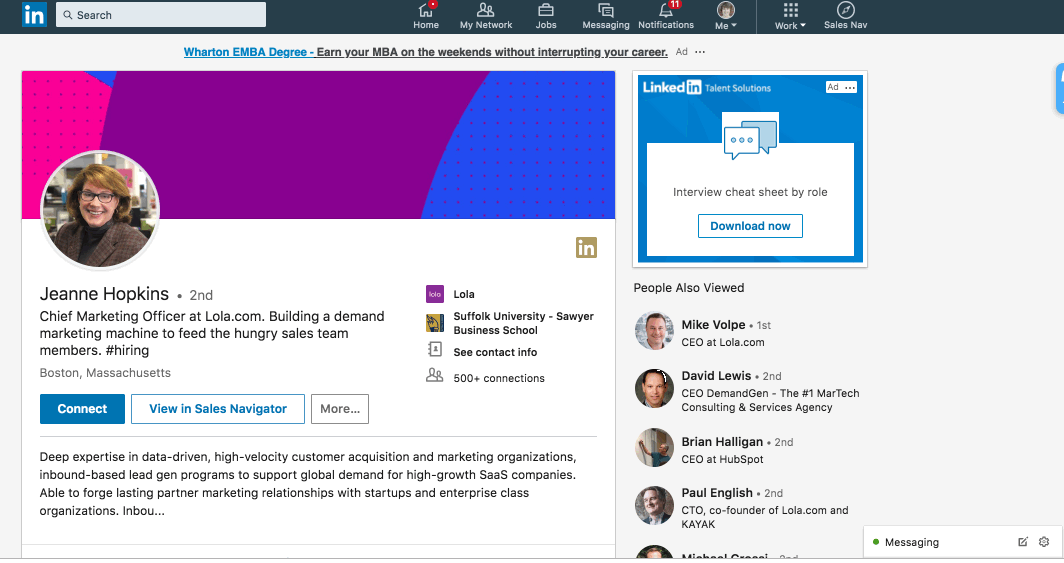 in
Search
Home
My Network
Jobs
Messaging
11
Notifications
Me
Work
Sales Nav
Wharton EMBA Degree - Earn your MBA on the weekends without interrupting your career. Ad ...
in
Jeanne Hopkins • 2nd
Chief Marketing Officer at Lola.com. Building a demand
marketing machine to feed the hungry sales team
members. #hiring
Boston, Massachusetts
lola Lola
Suffolk University - Sawyer
Business School
See contact info
500+ connections
Connect
View in Sales Navigator
More...
Deep expertise in data-driven, high-velocity customer acquisition and marketing organizations,
inbound-based lead gen programs to support global demand for high-growth SaaS companies.
Able to forge lasting partner marketing relationships with startups and enterprise class
organizations. Inbou...
Linked in Talent Solutions
Ad ...
Interview cheat sheet by role
Download now
People Also Viewed
Mike Volpe • 1st
CEO at Lola.com
David Lewis • 2nd
CEO DemandGen - The #1 MarTech
Consulting & Services Agency
Brian Halligan • 2nd
CEO at HubSpot
Paul English • 2nd
CTO, co-founder of Lola.com and
KAYAK
Michael • 2nd
Messaging